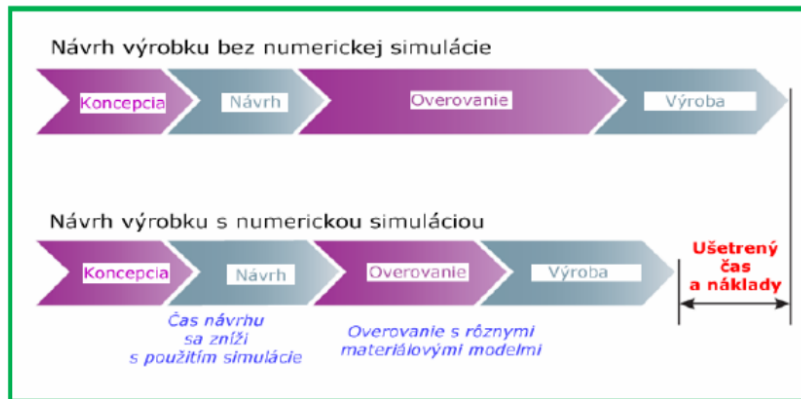 Návrh výrobku bez numerickej simulácie
Koncepcia
Návrh
Overovanie
Výroba
Návrh výrobku s numerickou simuláciou
Koncepcia
Návrh
Overovanie
Výroba
Ušetrený
čas
a náklady
Čas návrhu
sa zníži
s použitím simulácie
Overovanie s rôznymi
materiálovými modelmi